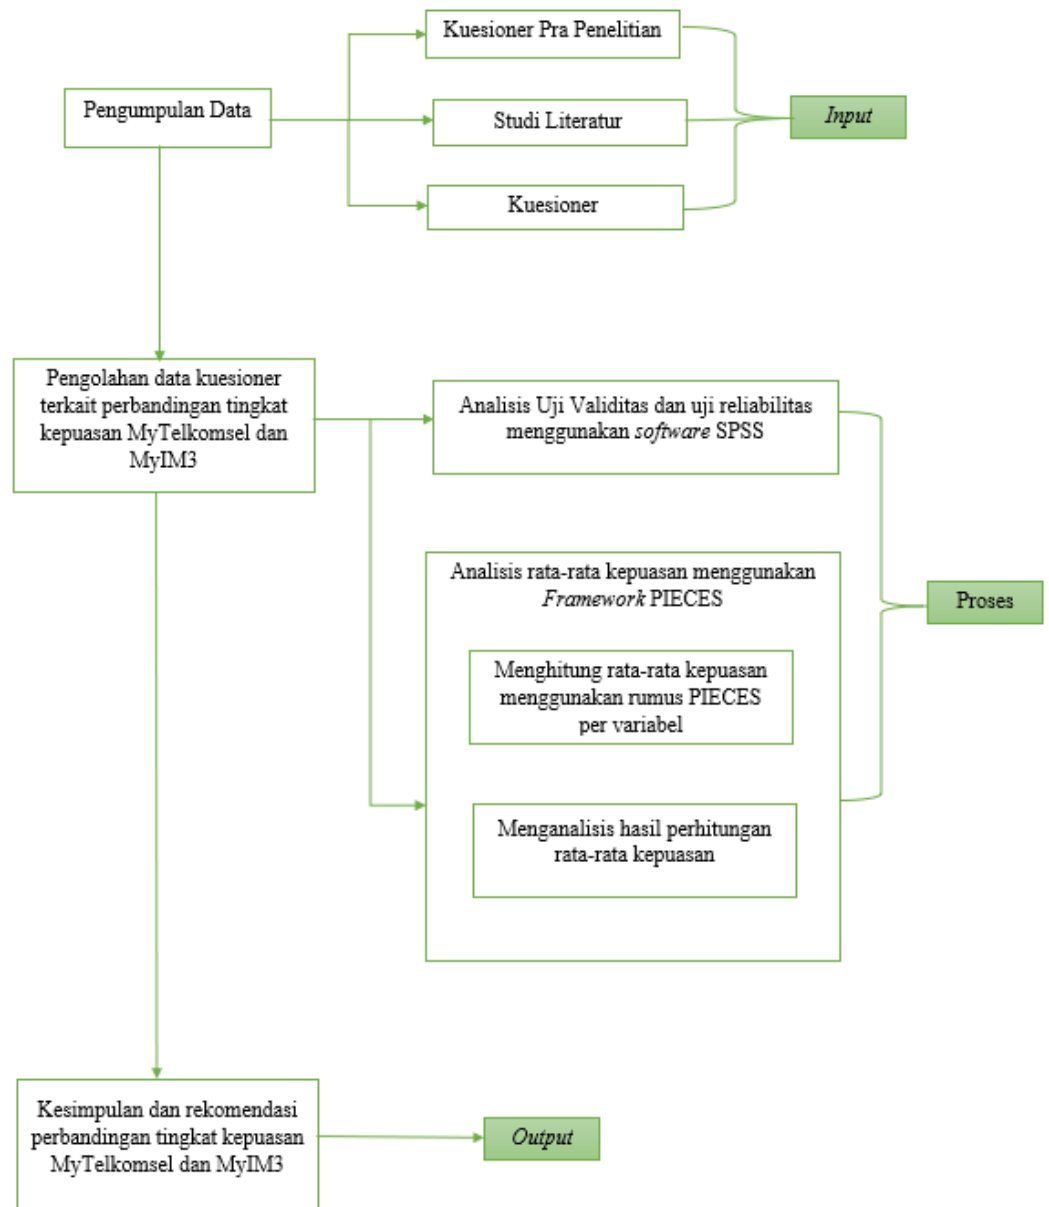 Kuesioner Pra Penelitian
Pengumpulan Data
Studi Literatur
Input
Kuesioner
Pengolahan data kuesioner
terkait perbandingan tingkat
kepuasan MyTelkomsel dan
MyIM3
Analisis Uji Validitas dan uji reliabilitas
menggunakan software SPSS
Analisis rata-rata kepuasan menggunakan
Framework PIECES
Menghitung rata-rata kepuasan
menggunakan rumus PIECES
per variabel
Menganalisis hasil perhitungan
rata-rata kepuasan
Proses
Kesimpulan dan rekomendasi
perbandingan tingkat kepuasan
MyTelkomsel dan MyIM3
Output